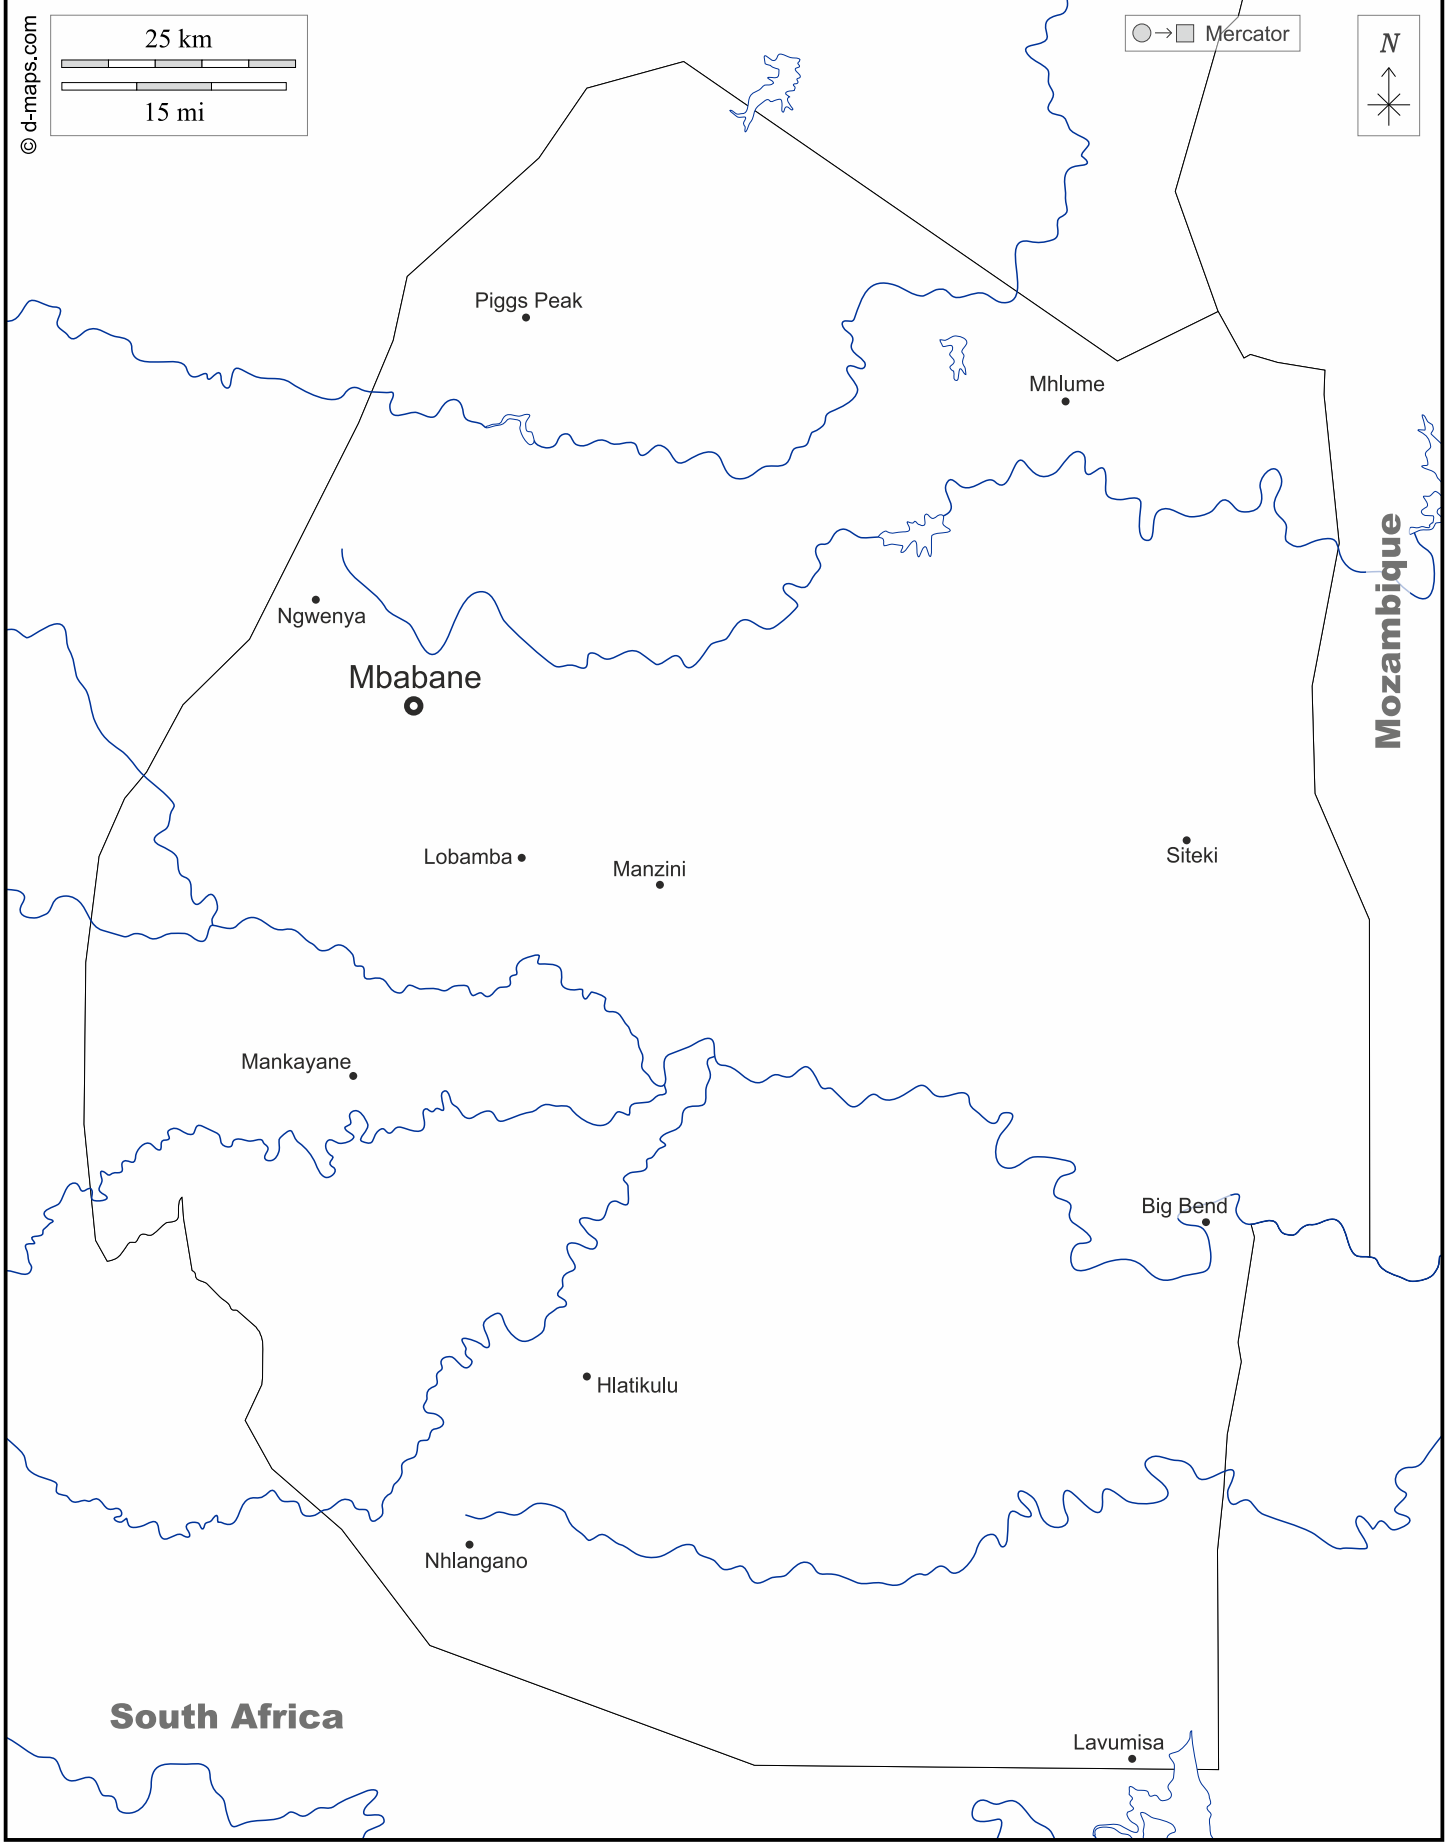 © d-maps.com
25 km
15 mi
Mercator
N
Piggs Peak
Mhlume
Mozambique
Ngwenya
Mbabane
Lobamba
Manzini
Siteki
Mankayane
Big Bend
Hlatikulu
Nhlangano
South Africa
Lavumisa